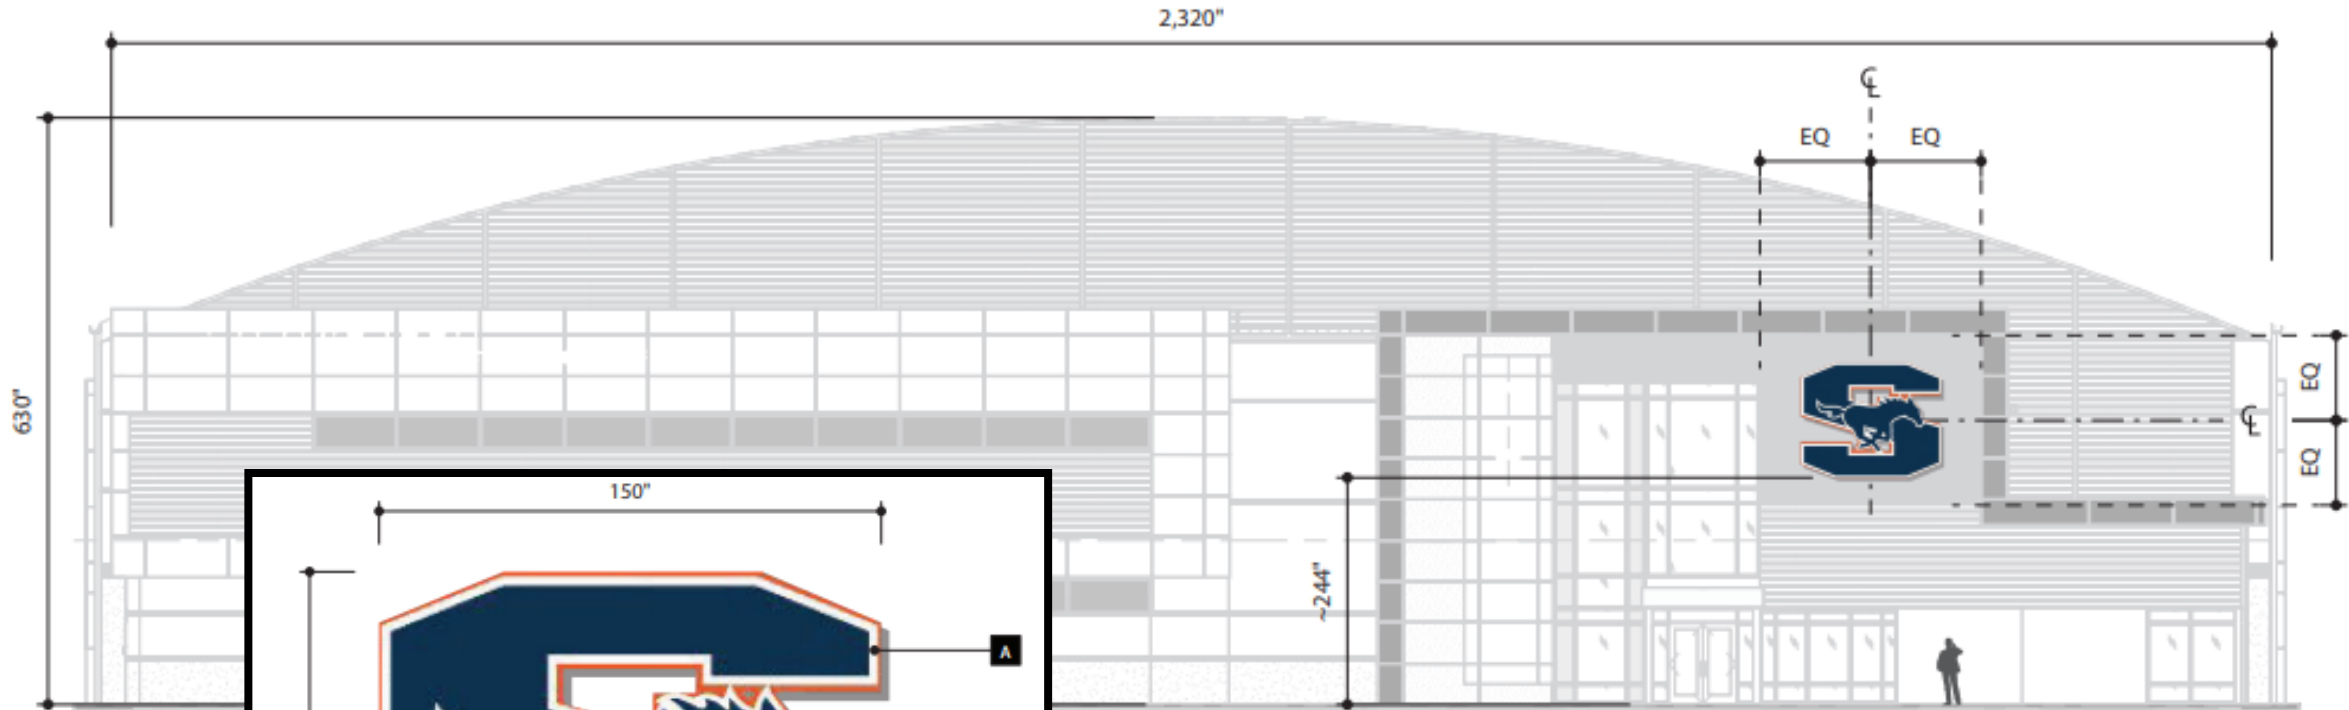 2,320"
℄
EQ EQ
630"
EQ
℄
EQ
~244"
150"
A